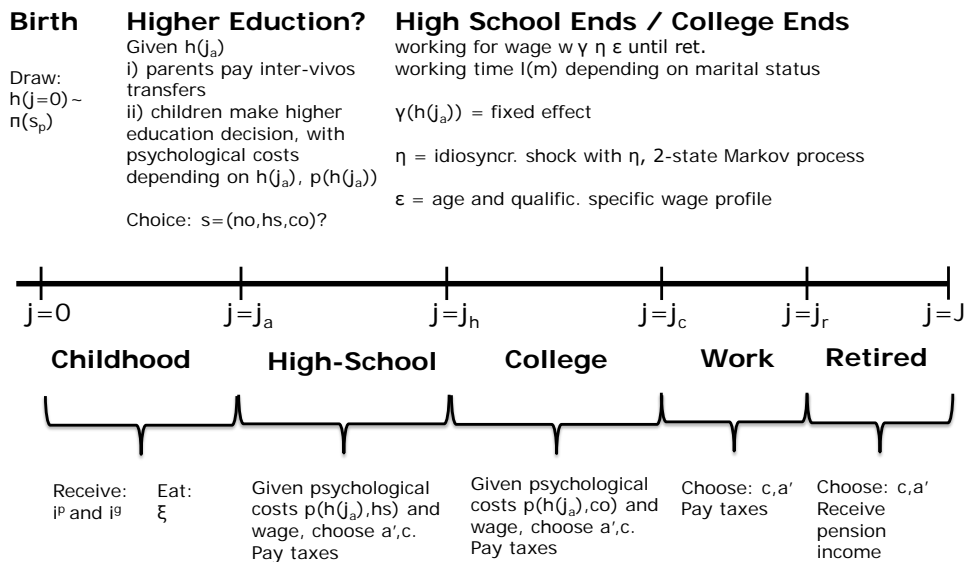 Birth
Draw:
h(j=0) ~
π(sₚ)
Higher Eduction?
Given h(jₐ)
i) parents pay inter-vivos
transfers
ii) children make higher
education decision, with
psychological costs
depending on h(jₐ), p(h(jₐ))
Choice: s=(no,hs,co)?
High School Ends / College Ends
working for wage w γ η ε until ret.
working time l(m) depending on marital status
γ(h(jₐ)) = fixed effect
η = idiosyncr. shock with η, 2-state Markov process
ε = age and qualific. specific wage profile
j=0
j=jₐ
j=jₕ
j=j_c
j=jᵣ
j=J
Childhood
High-School
College
Work
Retired
Receive:
iᵖ and iᵍ
Eat:
ξ
Given psychological
costs p(h(jₐ),hs) and
wage, choose a',c.
Pay taxes
Given psychological
costs p(h(jₐ),co) and
wage, choose a',c.
Pay taxes
Choose: c,a'
Pay taxes
Choose: c,a'
Receive
pension
income